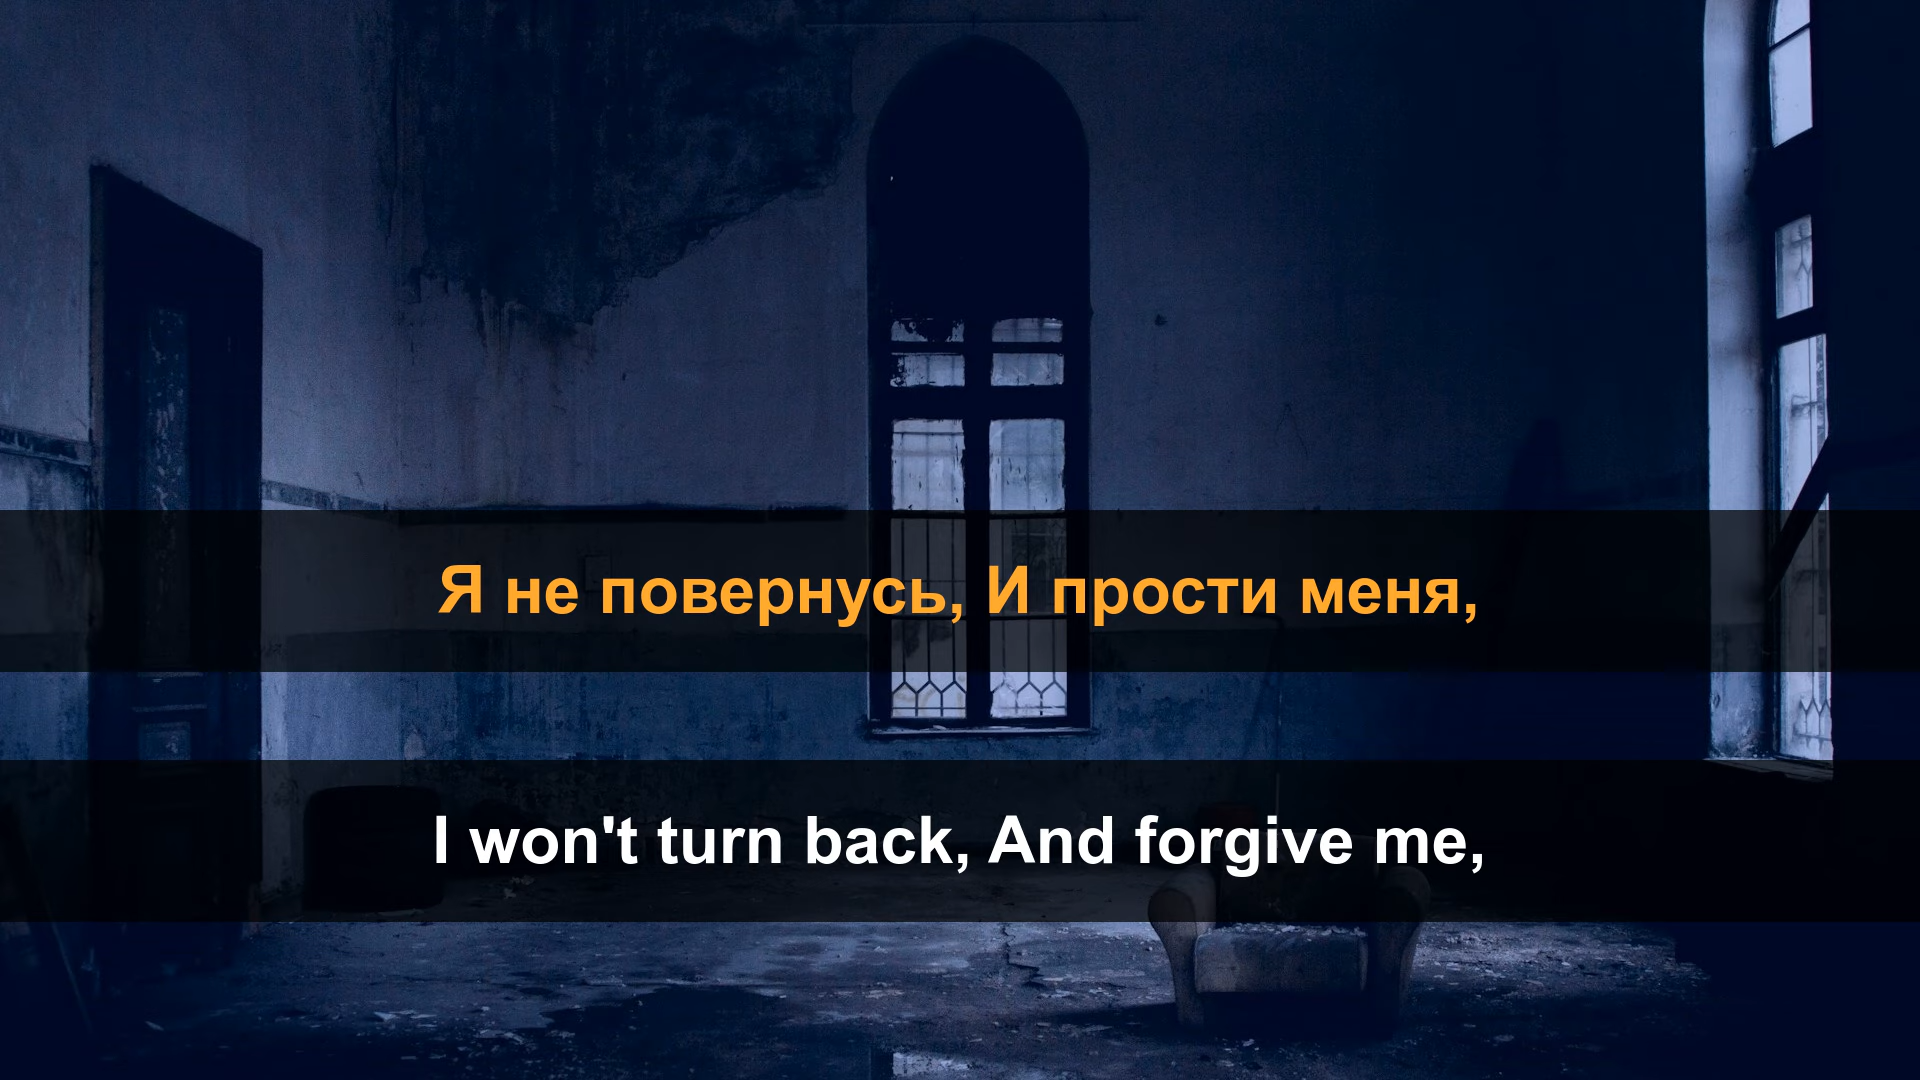 Я не повернусь, И прости меня,
I won't turn back, And forgive me,